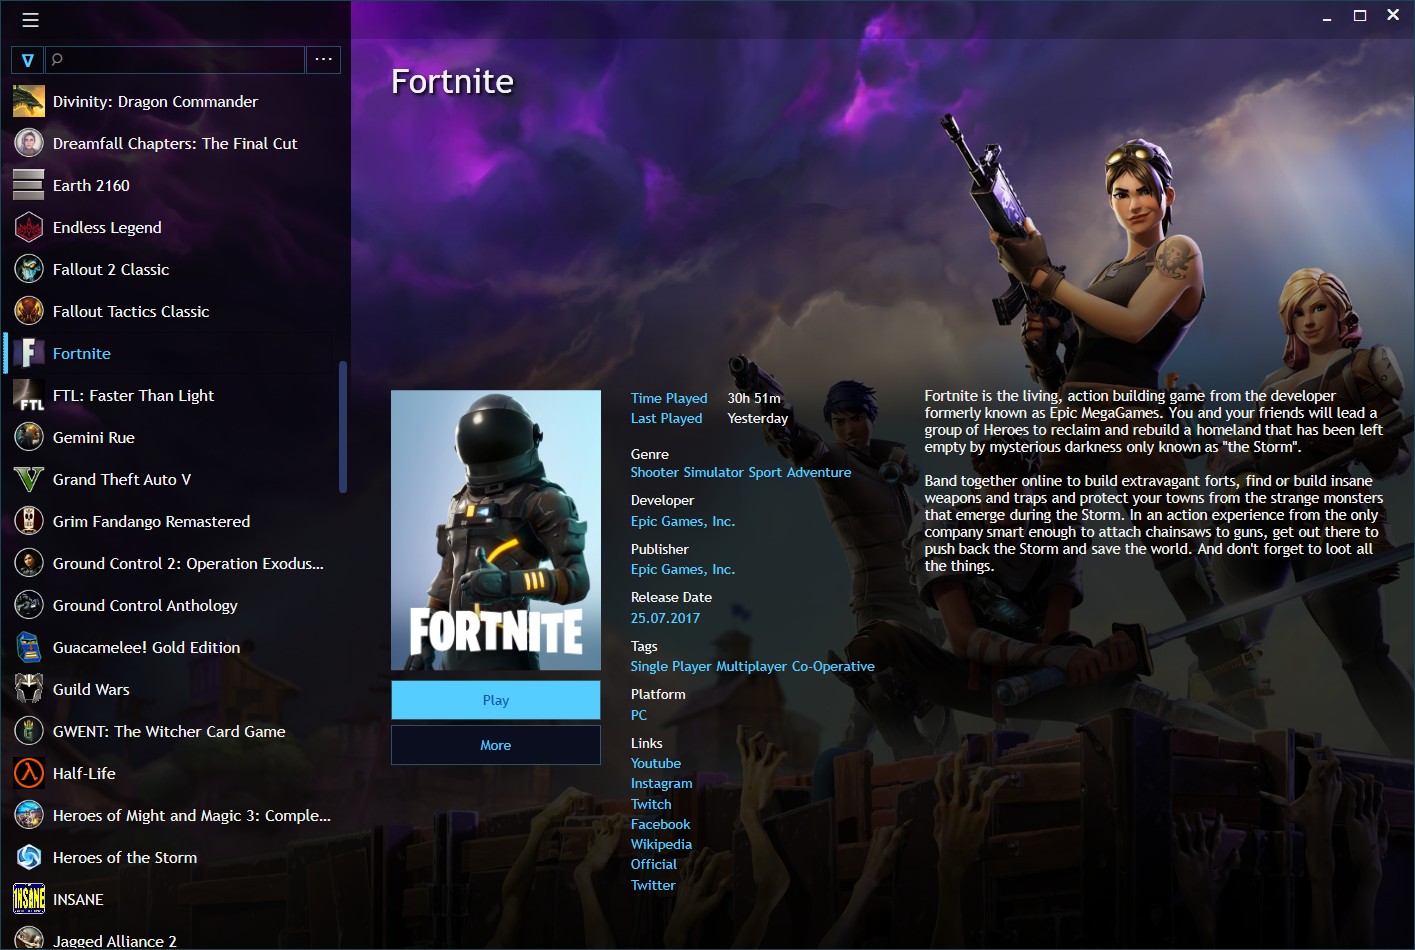 ...
Divinity: Dragon Commander
Dreamfall Chapters: The Final Cut
Earth 2160
Endless Legend
Fallout 2 Classic
Fallout Tactics Classic
F
Fortnite
FTL
FTL: Faster Than Light
Gemini Rue
V
Grand Theft Auto V
Grim Fandango Remastered
Ground Control 2: Operation Exodus...
Ground Control Anthology
Guacamelee! Gold Edition
Guild Wars
GWENT: The Witcher Card Game
Half-Life
Heroes of Might and Magic 3: Comple...
Heroes of the Storm
INSANE
INSANE
Jagged Alliance 2
Fortnite
FORTNITE
Play
More
Time Played 30h 51m
Last Played Yesterday
Genre
Shooter Simulator Sport Adventure
Developer
Epic Games, Inc.
Publisher
Epic Games, Inc.
Release Date
25.07.2017
Tags
Single Player Multiplayer Co-Operative
Platform
PC
Links
Youtube
Instagram
Twitch
Facebook
Wikipedia
Official
Twitter
Fortnite is the living, action building game from the developer
formerly known as Epic MegaGames. You and your friends will lead a
group of Heroes to reclaim and rebuild a homeland that has been left
empty by mysterious darkness only known as "the Storm".
Band together online to build extravagant forts, find or build insane
weapons and traps and protect your towns from the strange monsters
that emerge during the Storm. In an action experience from the only
company smart enough to attach chainsaws to guns, get out there to
push back the Storm and save the world. And don't forget to loot all
the things.